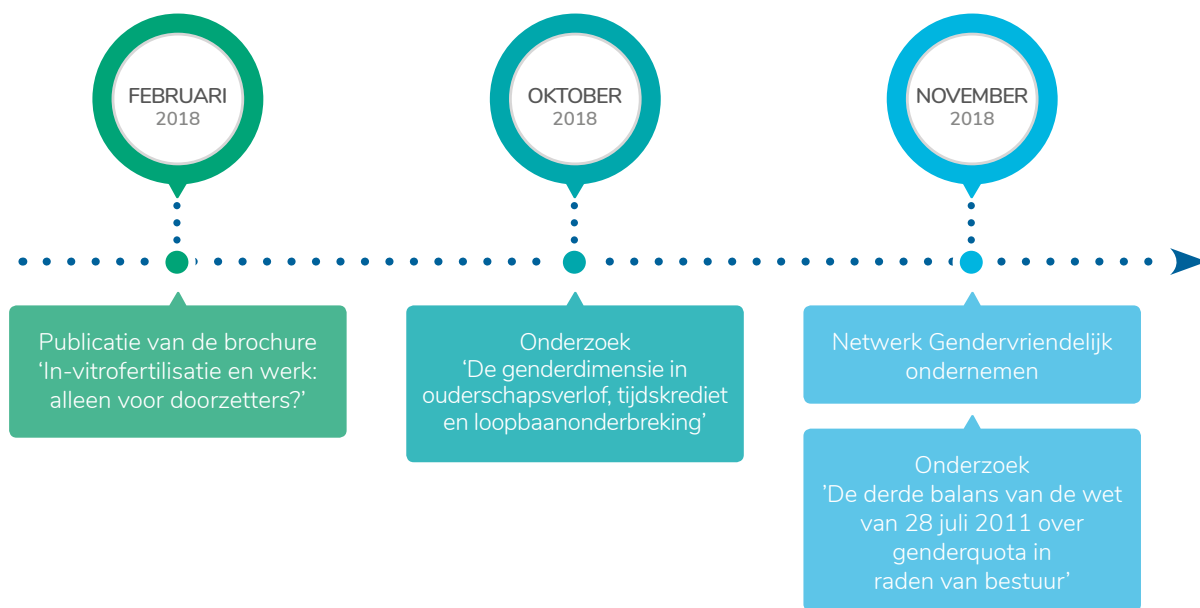 FEBRUARI
2018
OKTOBER
2018
NOVEMBER
2018
Publicatie van de brochure
‘In-vitrofertilisatie en werk:
alleen voor doorzetters?’
Onderzoek
‘De genderdimensie in
ouderschapsverlof, tijdskrediet
en loopbaanonderbreking’
Netwerk Gendervriendelijk
ondernemen
Onderzoek
’De derde balans van de wet
van 28 juli 2011 over
genderquota in
raden van bestuur’